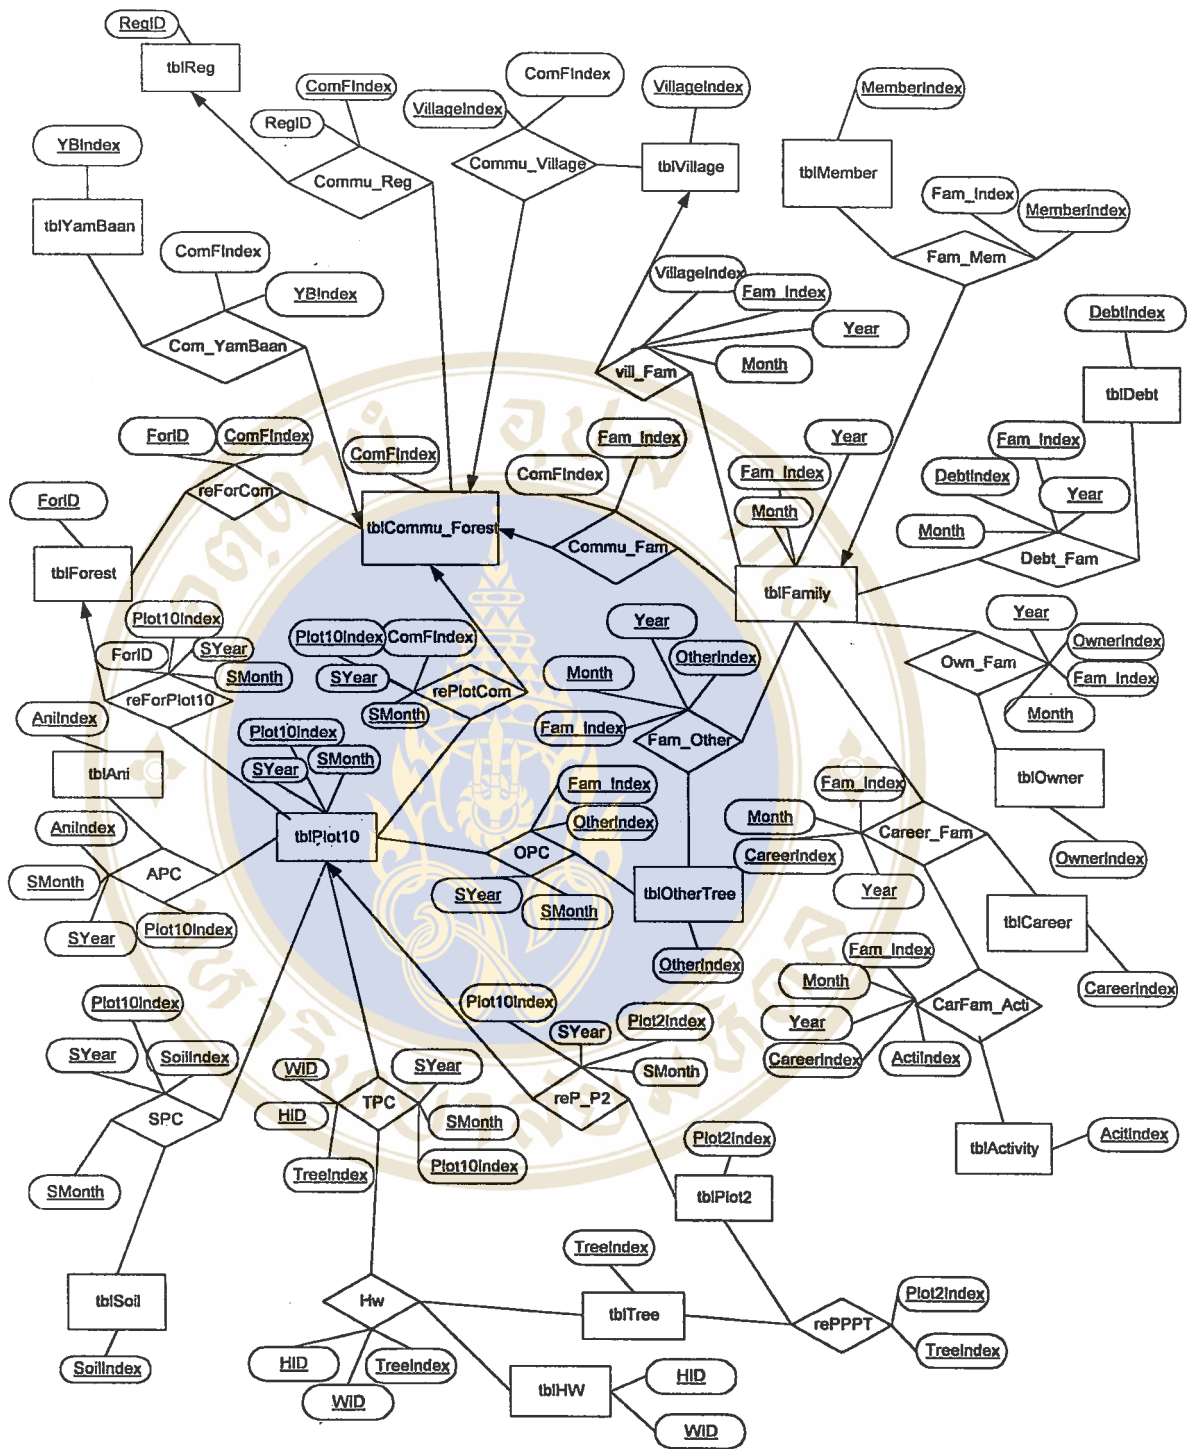 RegID
tblReg
ComFIndex
ComFIndex
VillageIndex
VillageIndex
MemberIndex
RegID
YBIndex
Commu_Reg
Commu_Village
tblVillage
tblMember
Fam_Index
MemberIndex
tblYamBaan
ComFIndex
YBIndex
Fam_Mem
VillageIndex
Fam_Index
Year
Month
DebtIndex
Com_YamBaan
vill_Fam
tblDebt
ForID
ComFIndex
Fam_Index
Year
Fam_Index
ComFIndex
ComFIndex
Fam_Index
DebtIndex
Year
reForCom
Month
Month
ForID
tblCommu_Forest
Commu_Fam
Debt_Fam
tblForest
tblFamily
Plot10Index
Year
Year
SYear
Plot10Index
ComFIndex
OwnerIndex
ForID
OtherIndex
Own_Fam
SMonth
SYear
Month
Fam_Index
reForPlot10
rePlotCom
SMonth
Month
AniIndex
Plot10Index
Fam_Index
Fam_Other
SMonth
SYear
tblAni
tblOwner
Fam_Index
Fam_Index
AniIndex
OtherIndex
Month
Career_Fam
tblPlot10
CareerIndex
OwnerIndex
OPC
APC
SMonth
SYear
SMonth
tblOtherTree
Year
SYear
Plot10Index
tblCareer
OtherIndex
Fam_Index
Plot10Index
Plot10Index
Month
CareerIndex
CarFam_Acti
Plot2Index
SYear
Year
SYear
SoilIndex
CareerIndex
ActiIndex
WID
SYear
SMonth
TPC
reP_P2
HID
SPC
SMonth
Plot2Index
tblActivity
AcitIndex
TreeIndex
Plot10Index
SMonth
tblPlot2
TreeIndex
Plot2Index
tblSoil
Hw
tblTree
rePPPT
TreeIndex
SoilIndex
HID
TreeIndex
HID
tblHW
WID
WID